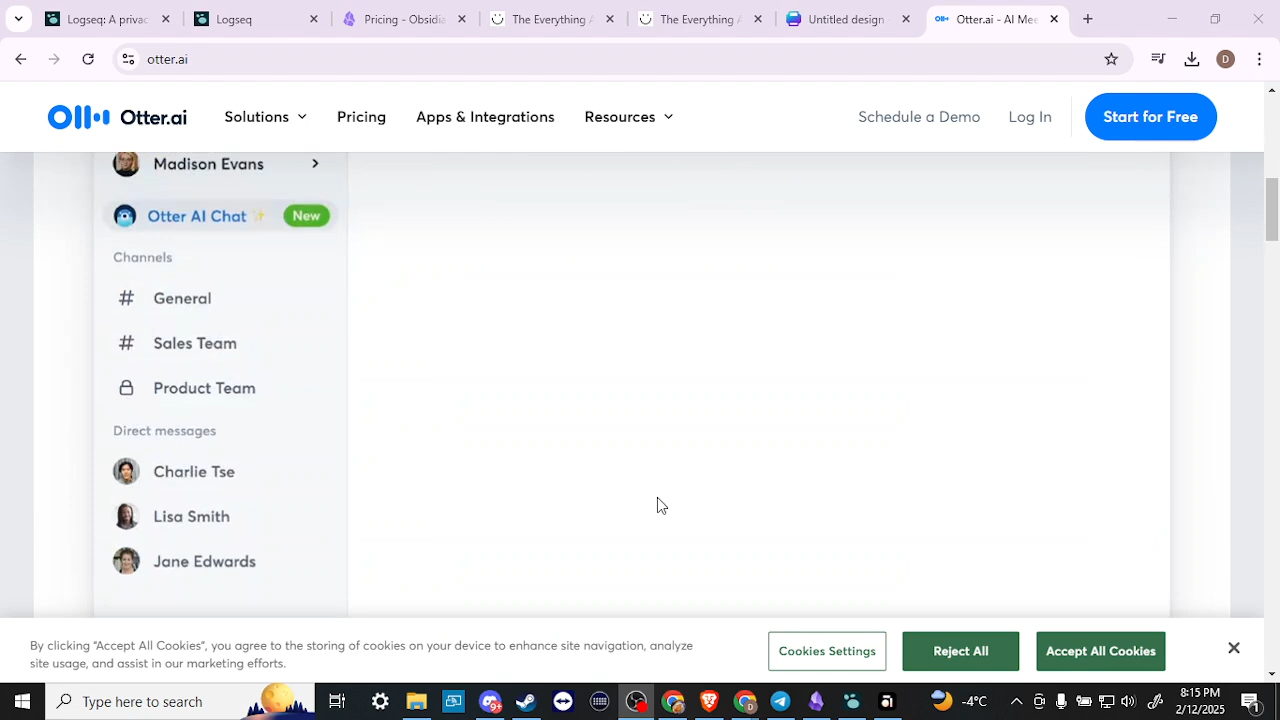 Logseq: A privac
Logseq
Pricing - Obsidia
The Everything A
The Everything A
Untitled design
Otter.ai - AI Mee
otter.ai
D
Otter.ai
Solutions
Pricing
Apps & Integrations
Resources
Schedule a Demo
Log In
Start for Free
Madison Evans
Otter AI Chat
New
Channels
# General
# Sales Team
Product Team
Direct messages
Charlie Tse
Lisa Smith
Jane Edwards
By clicking "Accept All Cookies", you agree to the storing of cookies on your device to enhance site navigation, analyze
site usage, and assist in our marketing efforts.
Cookies Settings
Reject All
Accept All Cookies
Type here to search
-4°C
8:15 PM
2/12/2025